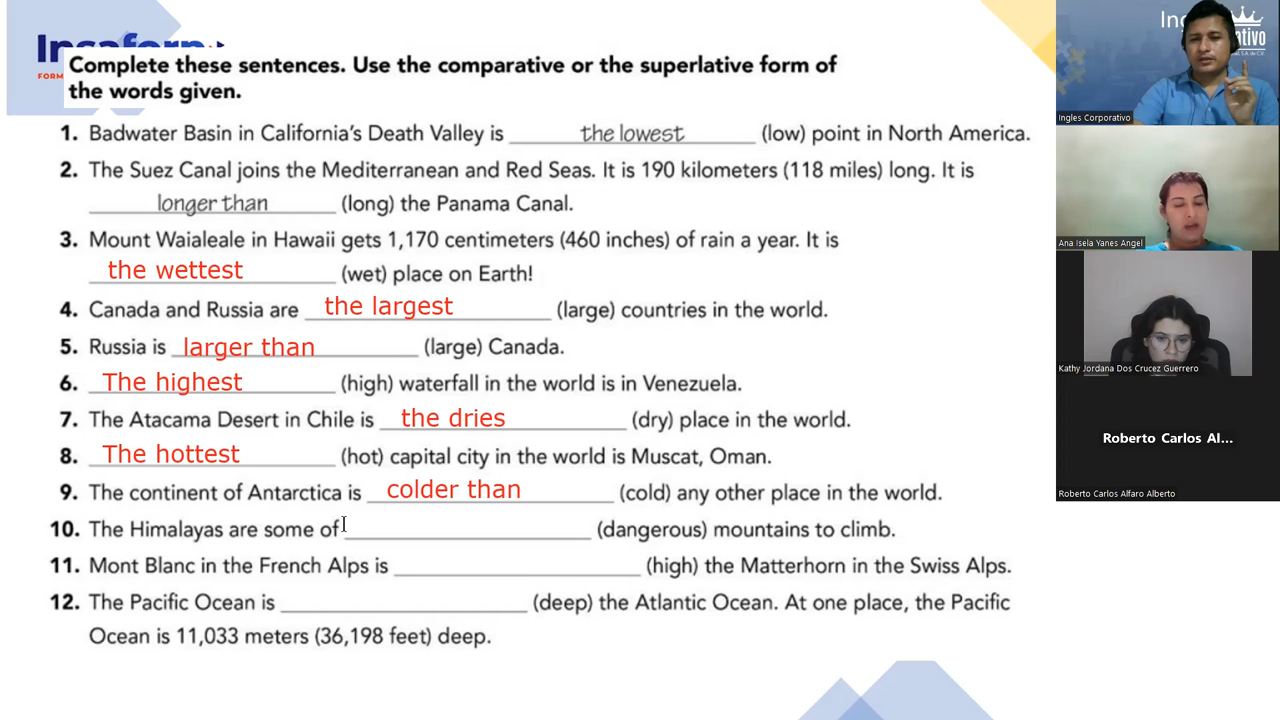 Insaforp
FORM
Complete these sentences. Use the comparative or the superlative form of
the words given.
1. Badwater Basin in California's Death Valley is the lowest (low) point in North America.
2. The Suez Canal joins the Mediterranean and Red Seas. It is 190 kilometers (118 miles) long. It is
longer than (long) the Panama Canal.
3. Mount Waialeale in Hawaii gets 1,170 centimeters (460 inches) of rain a year. It is
the wettest (wet) place on Earth!
4. Canada and Russia are the largest (large) countries in the world.
5. Russia is larger than (large) Canada.
6. The highest (high) waterfall in the world is in Venezuela.
7. The Atacama Desert in Chile is the dries (dry) place in the world.
8. The hottest (hot) capital city in the world is Muscat, Oman.
9. The continent of Antarctica is colder than (cold) any other place in the world.
10. The Himalayas are some of (dangerous) mountains to climb.
11. Mont Blanc in the French Alps is (high) the Matterhorn in the Swiss Alps.
12. The Pacific Ocean is (deep) the Atlantic Ocean. At one place, the Pacific
Ocean is 11,033 meters (36,198 feet) deep.
Ingles Corporativo
Ana Isela Yanes Angel
Kathy Jordana Dos Crucez Guerrero
Roberto Carlos Al...
Roberto Carlos Alfaro Alberto